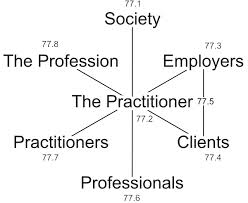 77.1
Society
77.8 77.3
The Profession Employers
The Practitioner 77.5
77.2
Practitioners Clients
77.7 77.4
Professionals
77.6